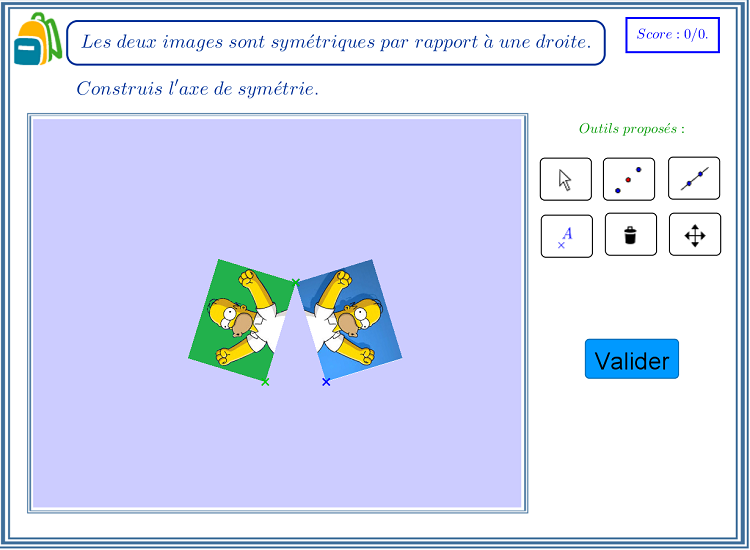 Les deux images sont symétriques par rapport à une droite.
Score : 0/0.
Construis l'axe de symétrie.
Outils proposés :
A
Valider